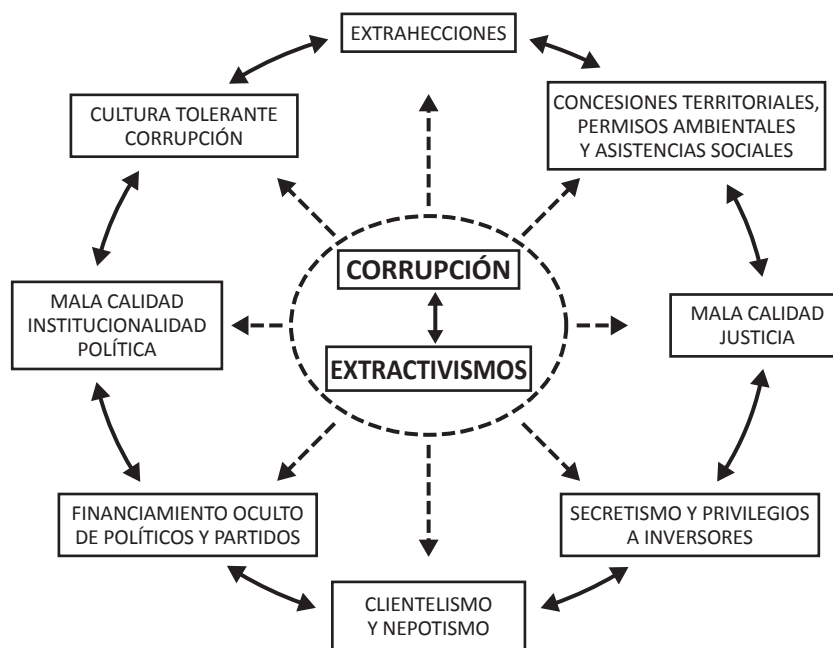 EXTRAHECCIONES
CULTURA TOLERANTE
CORRUPCIÓN
CONCESIONES TERRITORIALES,
PERMISOS AMBIENTALES
Y ASISTENCIAS SOCIALES
CORRUPCIÓN
EXTRACTIVISMOS
MALA CALIDAD
INSTITUCIONALIDAD
POLÍTICA
MALA CALIDAD
JUSTICIA
FINANCIAMIENTO OCULTO
DE POLÍTICOS Y PARTIDOS
SECRETISMO Y PRIVILEGIOS
A INVERSORES
CLIENTELISMO
Y NEPOTISMO